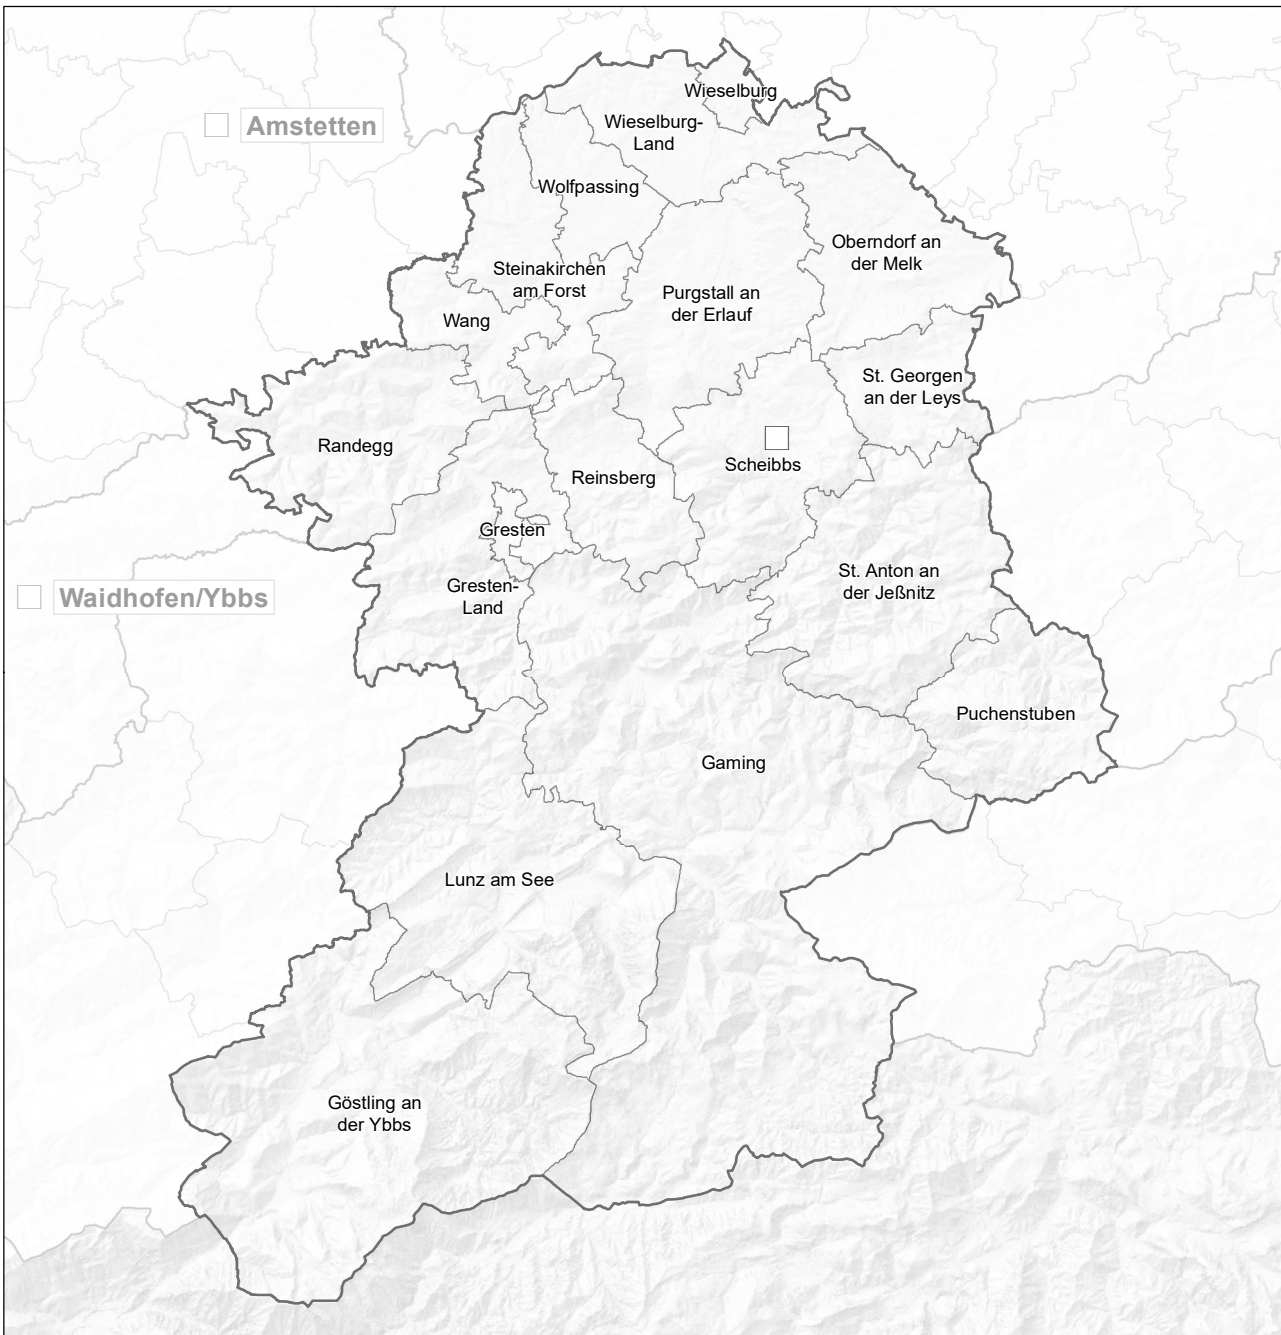 Wieselburg
Amstetten
Wieselburg-
Land
Wolfpassing
Oberndorf an
der Melk
Steinakirchen
am Forst
Purgstall an
der Erlauf
Wang
St. Georgen
an der Leys
Randegg
Scheibbs
Reinsberg
Gresten
St. Anton an
der Jeßnitz
Gresten-
Land
Waidhofen/Ybbs
Puchenstuben
Gaming
Lunz am See
Göstling an
der Ybbs